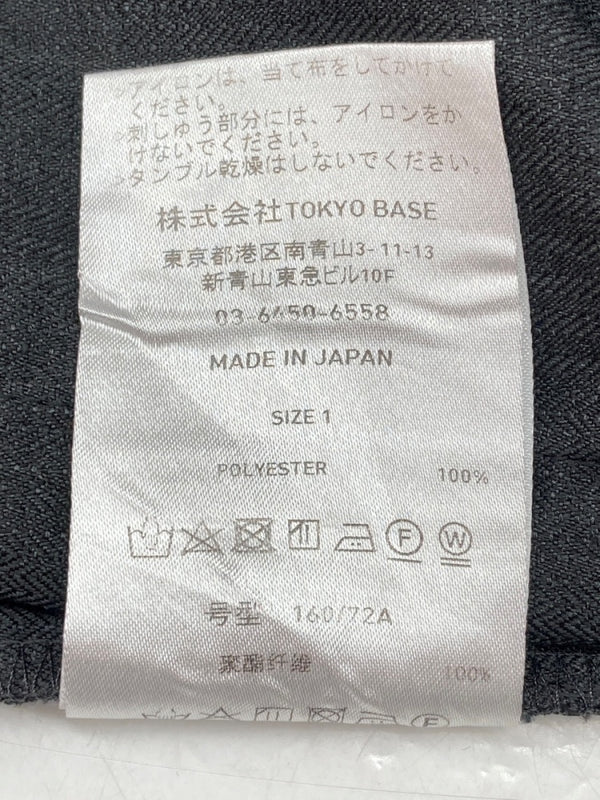 アイロンは、当て布をしてかけて
ください。
刺しゅう部分には、アイロンをか
けないでください。
タンブル乾燥はしないでください。
株式会社TOKYO BASE
東京都港区南青山3-11-13
新青山東急ビル10F
03-6450-6558
MADE IN JAPAN
SIZE 1
POLYESTER 100%
F W
号型 160/72A
聚酯纤维 100%